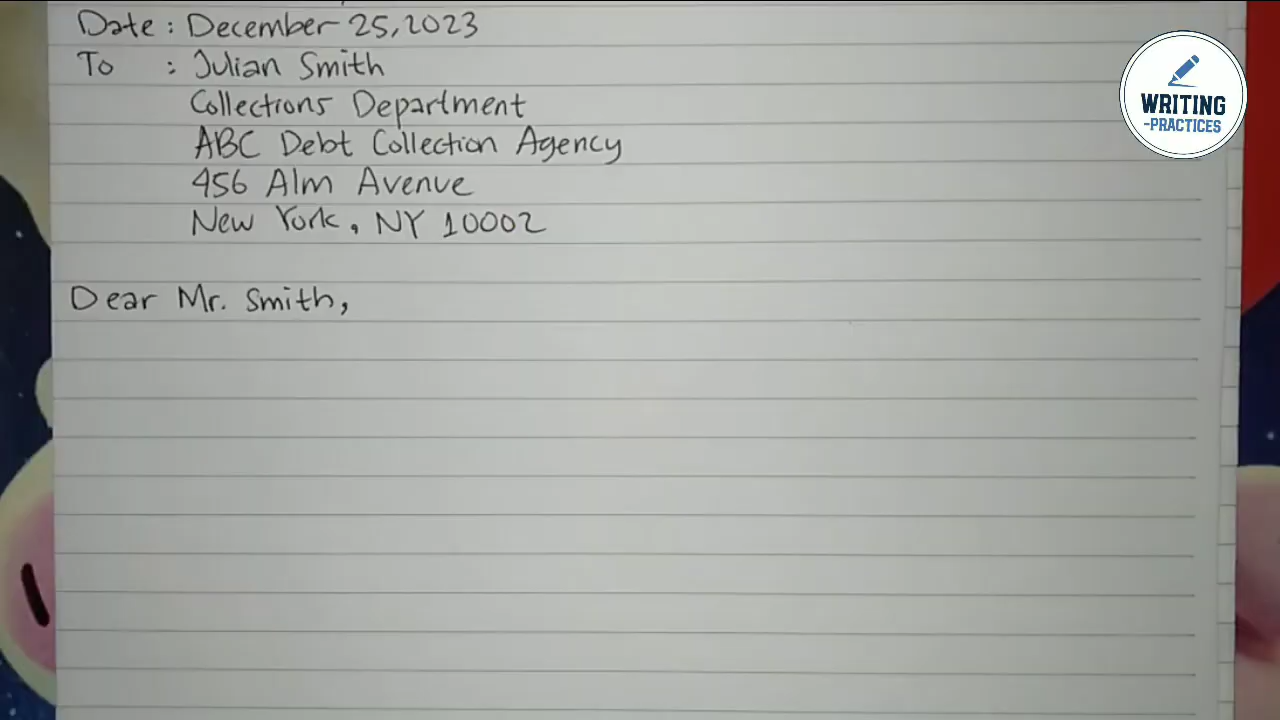 Date : December 25, 2023
To : Julian Smith
Collections Department
ABC Debt Collection Agency
456 Alm Avenue
New York, NY 10002
Dear Mr. Smith,
WRITING
-PRACTICES